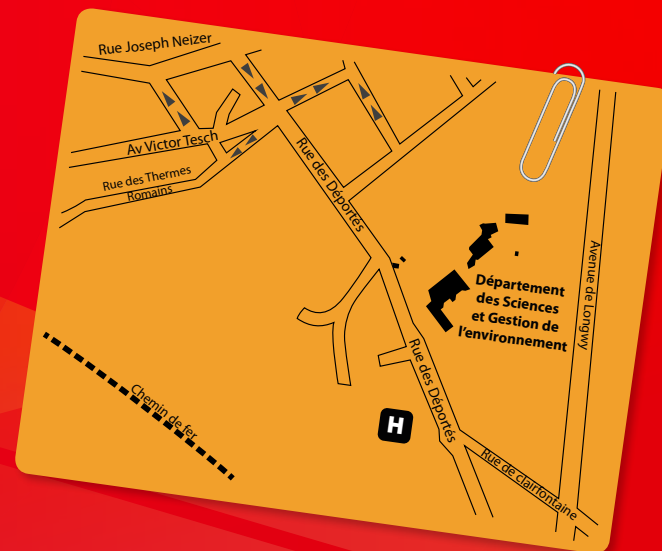 Rue Joseph Neizer
Av Victor Tesch
Rue des Thermes
Romains
Rue des Déportés
Avenue de Longwy
Département
des Sciences
et Gestion de
l'environnement
Rue des Déportés
Chemin de fer
H
Rue de clairfontaine